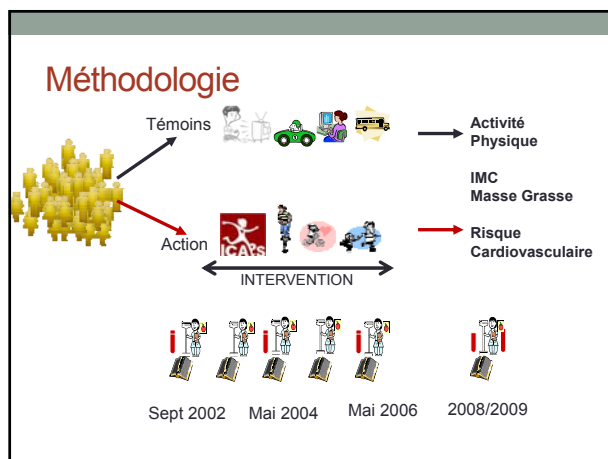 Méthodologie
Témoins
Activité
Physique
IMC
Masse Grasse
Action
ICAPS
Risque
Cardiovasculaire
INTERVENTION
Sept 2002
Mai 2004
Mai 2006
2008/2009